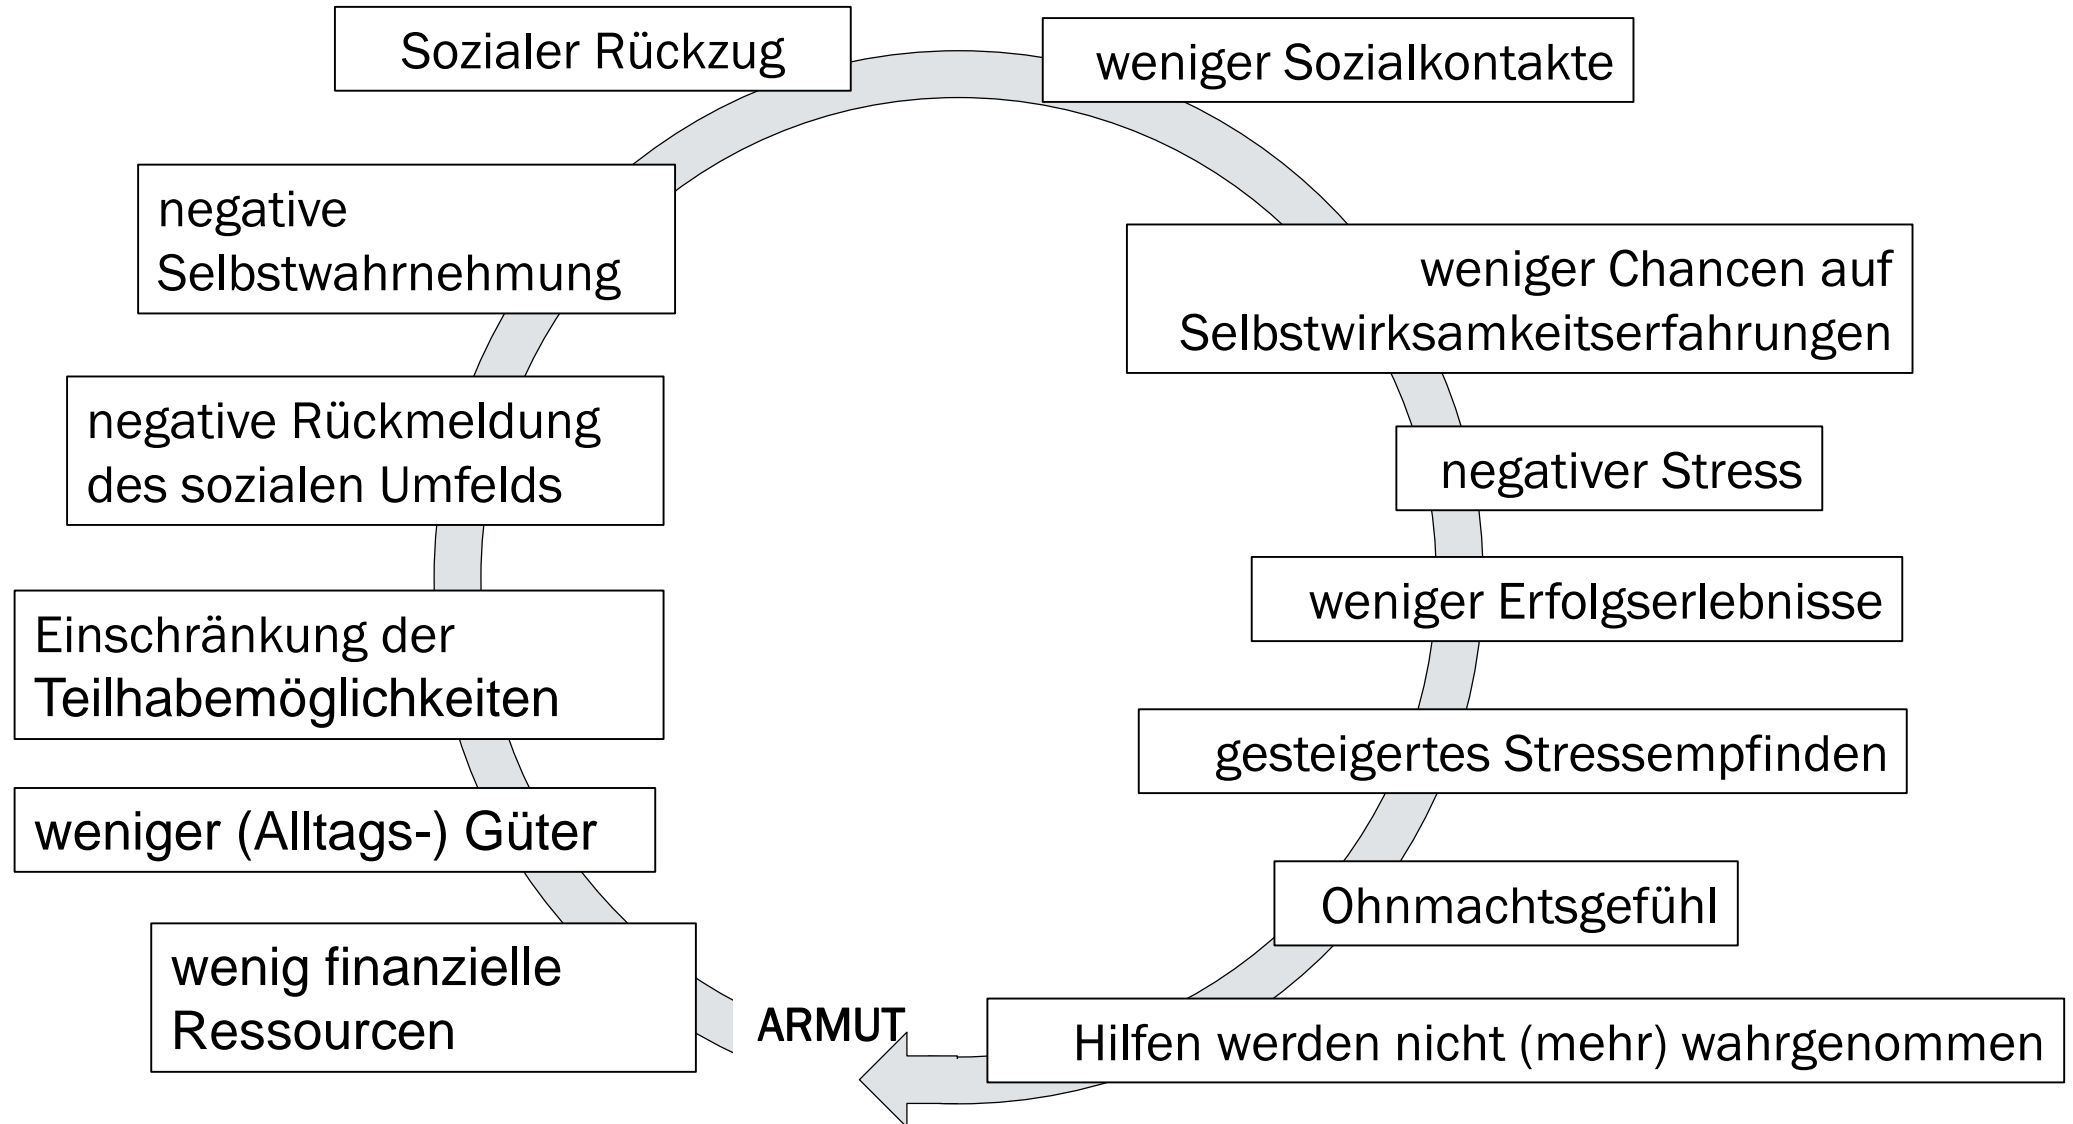 Sozialer Rückzug
weniger Sozialkontakte
negative
Selbstwahrnehmung
weniger Chancen auf
Selbstwirksamkeitserfahrungen
negative Rückmeldung
des sozialen Umfelds
negativer Stress
weniger Erfolgserlebnisse
Einschränkung der
Teilhabemöglichkeiten
gesteigertes Stressempfinden
weniger (Alltags-) Güter
Ohnmachtsgefühl
wenig finanzielle
Ressourcen
ARMUT
Hilfen werden nicht (mehr) wahrgenommen